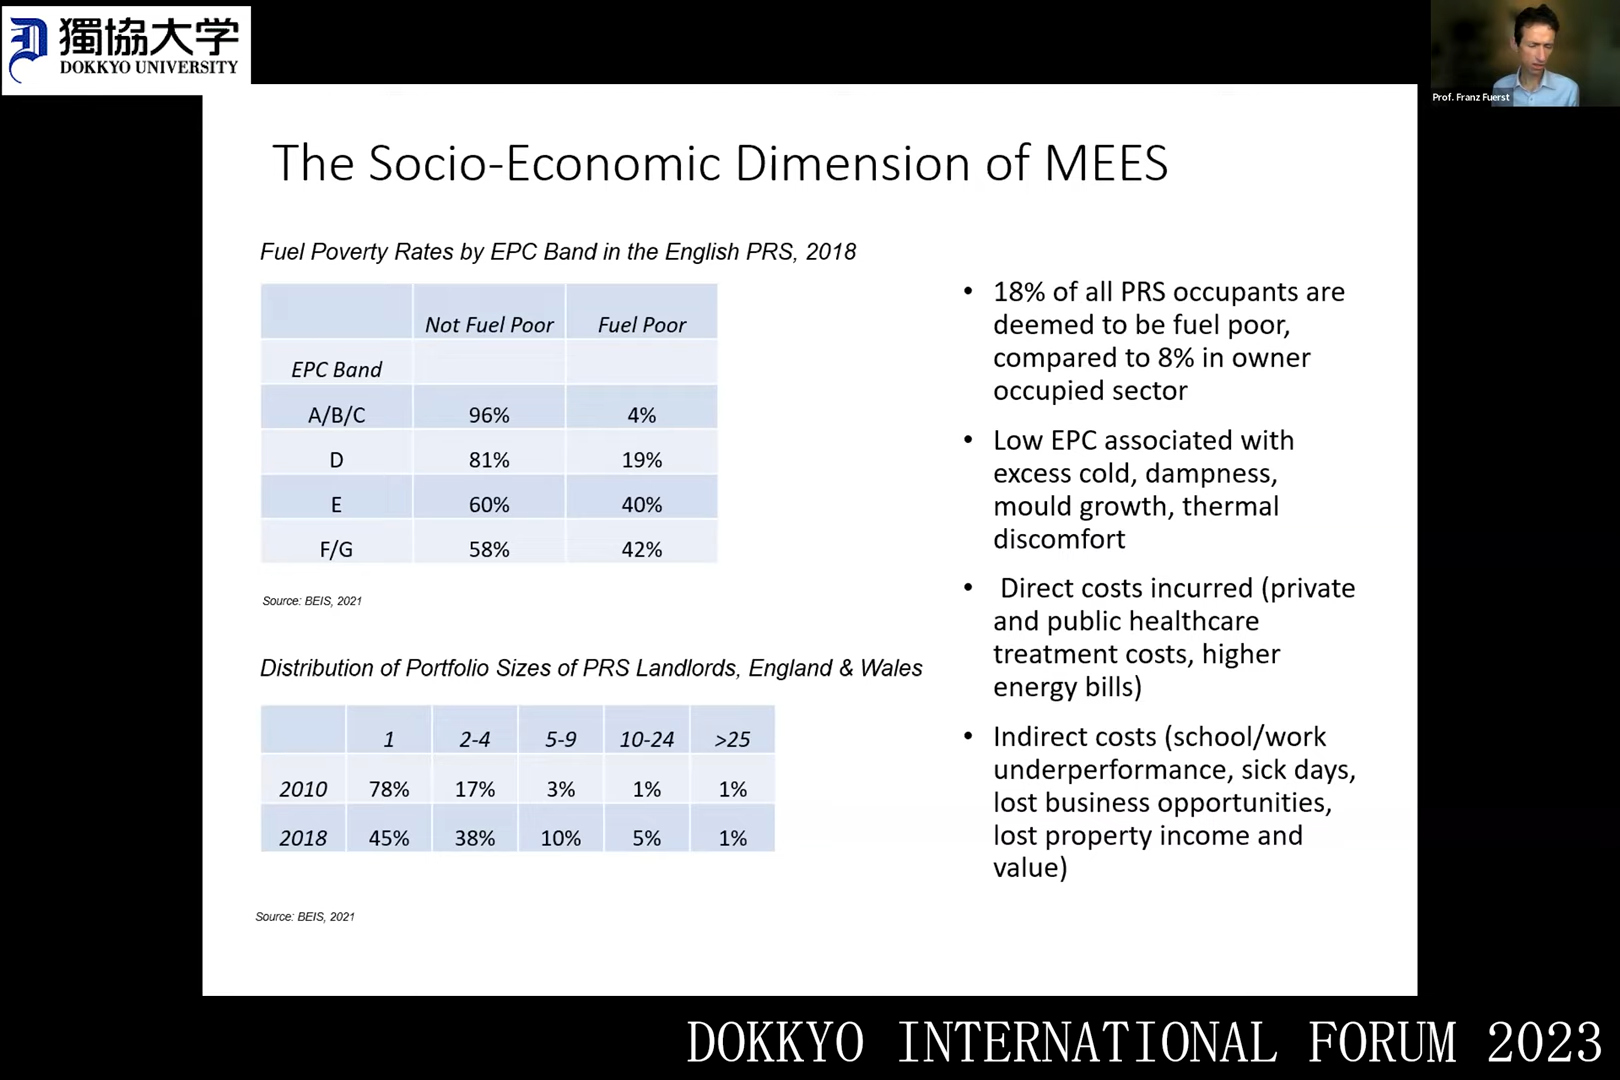 獨協大学
DOKKYO UNIVERSITY
Prof. Franz Fuerst
The Socio-Economic Dimension of MEES
Fuel Poverty Rates by EPC Band in the English PRS, 2018
Not Fuel Poor Fuel Poor
EPC Band
A/B/C 96% 4%
D 81% 19%
E 60% 40%
F/G 58% 42%
Source: BEIS, 2021
Distribution of Portfolio Sizes of PRS Landlords, England & Wales
1 2-4 5-9 10-24 >25
2010 78% 17% 3% 1% 1%
2018 45% 38% 10% 5% 1%
Source: BEIS, 2021
• 18% of all PRS occupants are
deemed to be fuel poor,
compared to 8% in owner
occupied sector
• Low EPC associated with
excess cold, dampness,
mould growth, thermal
discomfort
• Direct costs incurred (private
and public healthcare
treatment costs, higher
energy bills)
• Indirect costs (school/work
underperformance, sick days,
lost business opportunities,
lost property income and
value)
DOKKYO INTERNATIONAL FORUM 2023